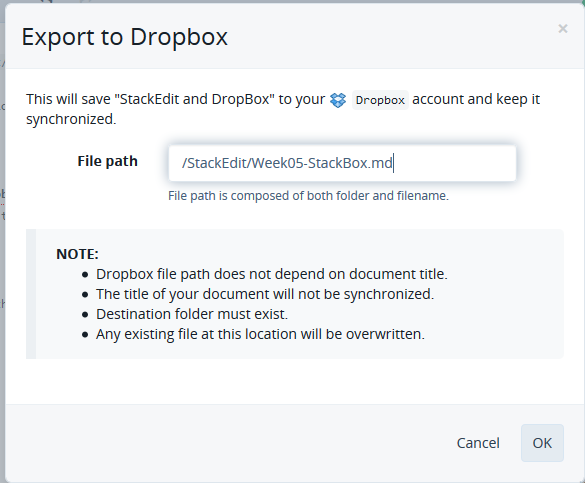 Export to Dropbox
×
This will save "StackEdit and DropBox" to your Dropbox account and keep it
synchronized.
File path
/StackEdit/Week05-StackBox.md
File path is composed of both folder and filename.
NOTE:
● Dropbox file path does not depend on document title.
● The title of your document will not be synchronized.
● Destination folder must exist.
● Any existing file at this location will be overwritten.
Cancel
OK